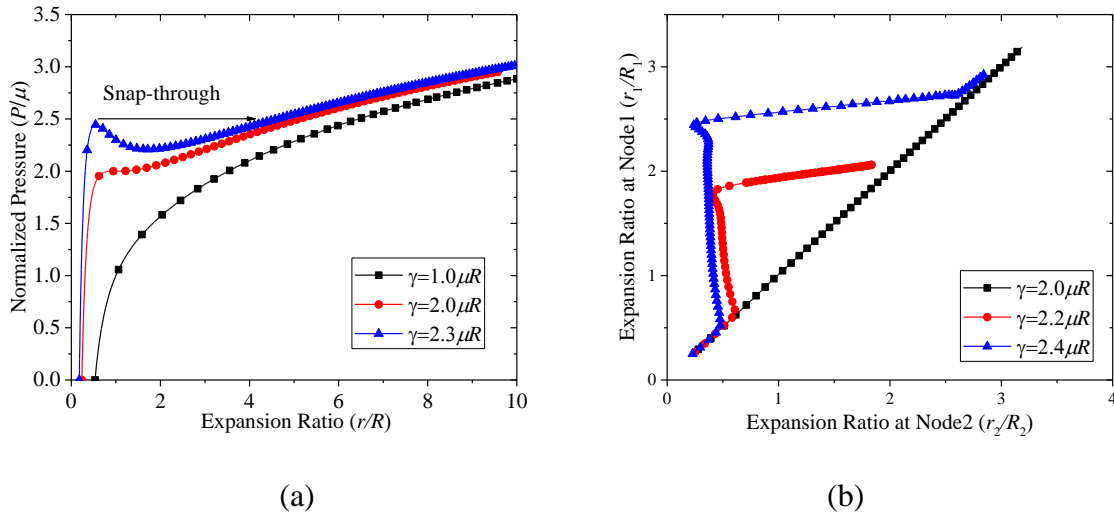 3.5
3.0
2.5
2.0
1.5
1.0
0.5
0.0
Normalized Pressure (P/μ)
Snap-through
γ=1.0μR
γ=2.0μR
γ=2.3μR
0 2 4 6 8 10
Expansion Ratio (r/R)
(a)
3
2
1
0
Expansion Ratio at Node1 (r₁/R₁)
γ=2.0μR
γ=2.2μR
γ=2.4μR
0 1 2 3 4
Expansion Ratio at Node2 (r₂/R₂)
(b)